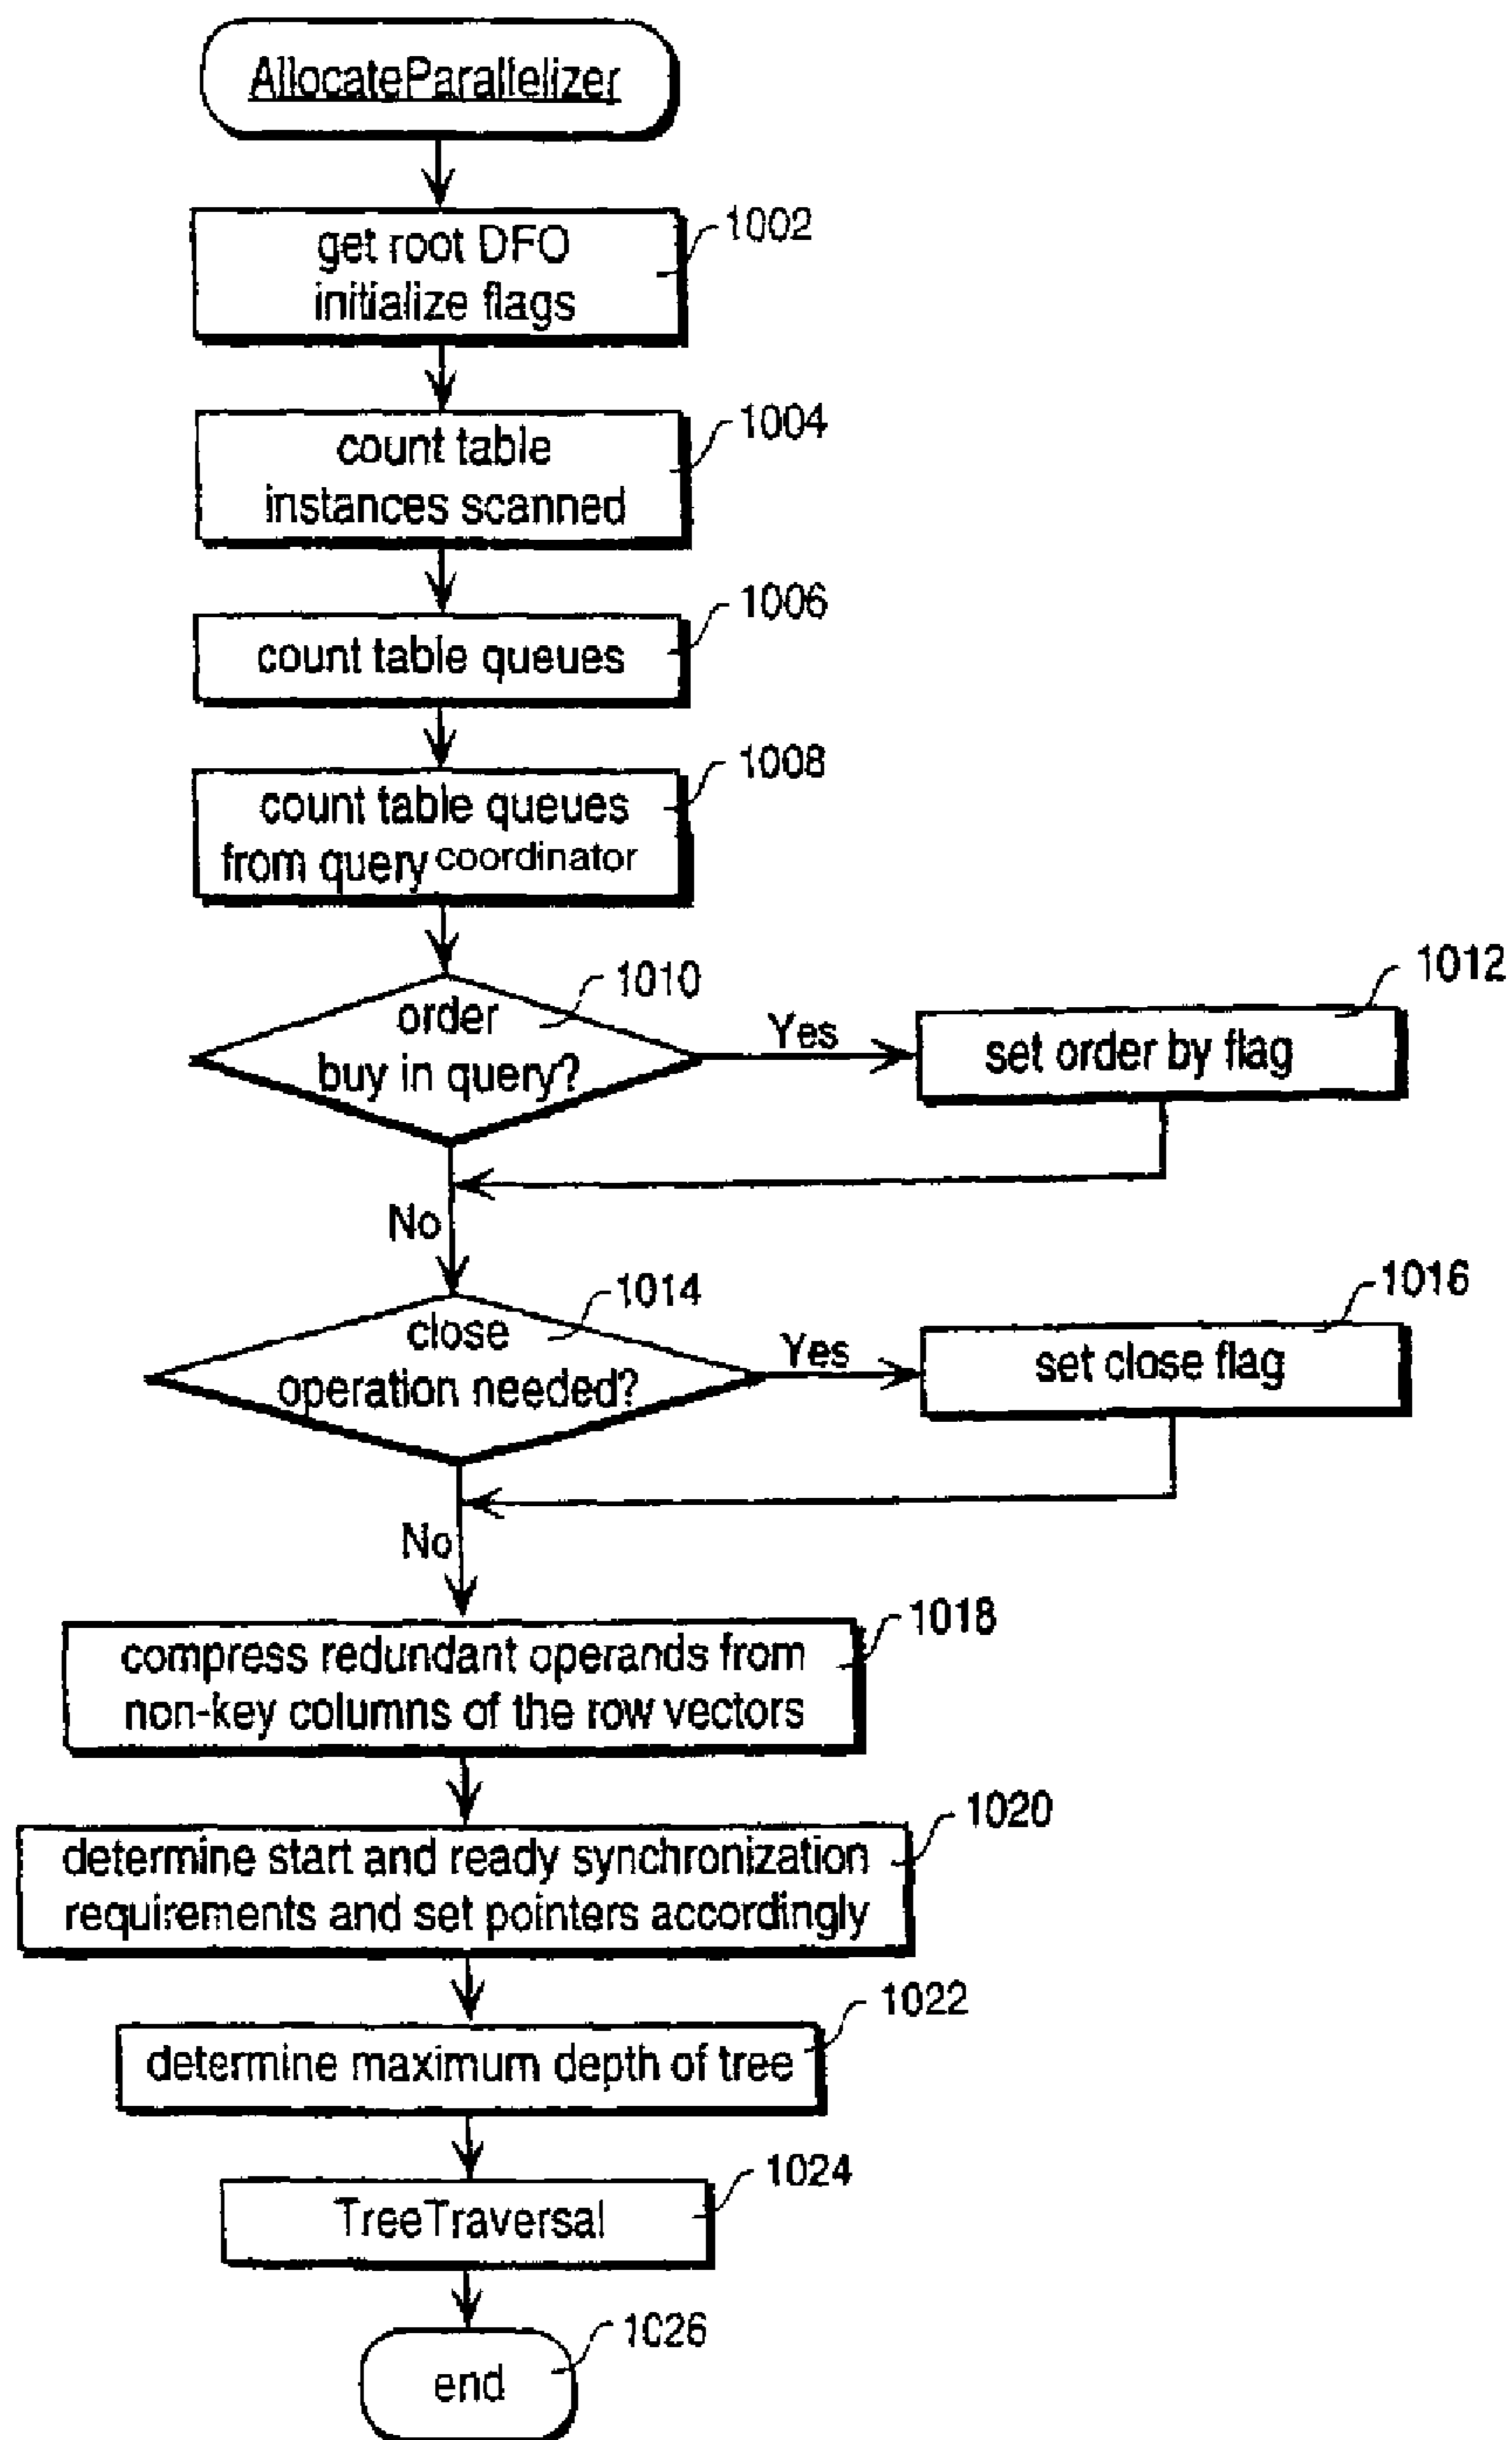 AllocateParallelizer
get root DFO
initialize flags
1002
count table
instances scanned
1004
count table queues
1006
count table queues
from query coordinator
1008
order
buy in query?
1010
Yes
set order by flag
1012
No
close
operation needed?
1014
Yes
set close flag
1016
No
compress redundant operands from
non-key columns of the row vectors
1018
determine start and ready synchronization
requirements and set pointers accordingly
1020
determine maximum depth of tree
1022
TreeTraversal
1024
end
1026